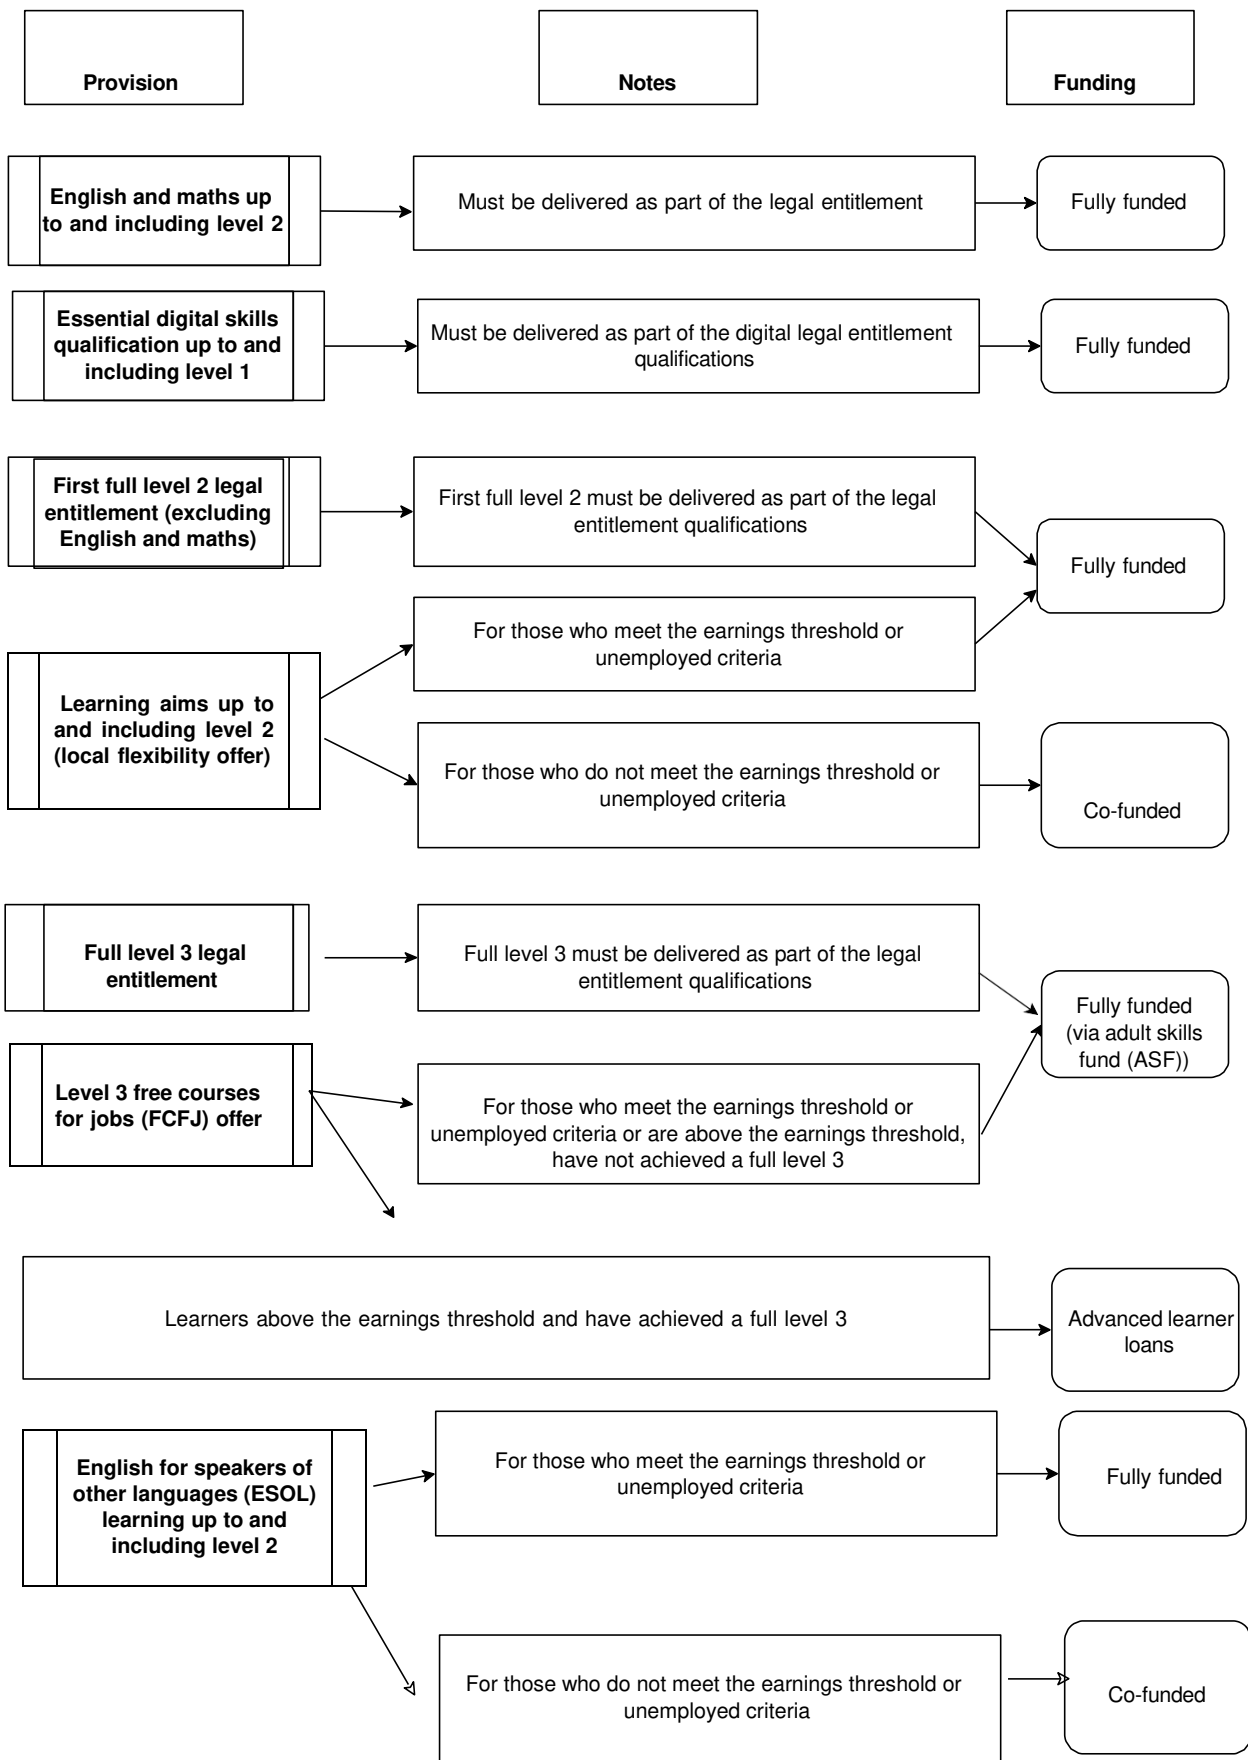 Provision
Notes
Funding
English and maths up
to and including level 2
Must be delivered as part of the legal entitlement
Fully funded
Essential digital skills
qualification up to and
including level 1
Must be delivered as part of the digital legal entitlement
qualifications
Fully funded
First full level 2 legal
entitlement (excluding
English and maths)
First full level 2 must be delivered as part of the legal
entitlement qualifications
Fully funded
Learning aims up to
and including level 2
(local flexibility offer)
For those who meet the earnings threshold or
unemployed criteria
For those who do not meet the earnings threshold or
unemployed criteria
Co-funded
Full level 3 legal
entitlement
Full level 3 must be delivered as part of the legal
entitlement qualifications
Fully funded
(via adult skills
fund (ASF))
Level 3 free courses
for jobs (FCFJ) offer
For those who meet the earnings threshold or
unemployed criteria or are above the earnings threshold,
have not achieved a full level 3
Learners above the earnings threshold and have achieved a full level 3
Advanced learner
loans
English for speakers of
other languages (ESOL)
learning up to and
including level 2
For those who meet the earnings threshold or
unemployed criteria
Fully funded
For those who do not meet the earnings threshold or
unemployed criteria
Co-funded